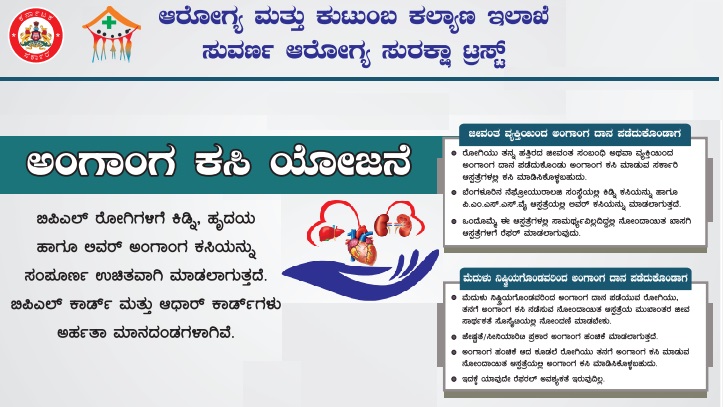 ಆರೋಗ್ಯ ಮತ್ತು ಕುಟುಂಬ ಕಲ್ಯಾಣ ಇಲಾಖೆ
ಸುವರ್ಣ ಆರೋಗ್ಯ ಸುರಕ್ಷಾ ಟ್ರಸ್ಟ್
ಅಂಗಾಂಗ ಕಸಿ ಯೋಜನೆ
ಬಿಪಿಎಲ್ ರೋಗಿಗಳಿಗೆ ಕಿಡ್ನಿ, ಹೃದಯ
ಹಾಗೂ ಲಿವರ್ ಅಂಗಾಂಗ ಕಸಿಯನ್ನು
ಸಂಪೂರ್ಣ ಉಚಿತವಾಗಿ ಮಾಡಲಾಗುತ್ತದೆ.
ಬಿಪಿಎಲ್ ಕಾರ್ಡ್ ಮತ್ತು ಆಧಾರ್ ಕಾರ್ಡ್‌ಗಳು
ಅರ್ಹತಾ ಮಾನದಂಡಗಳಾಗಿವೆ.
ಜೀವಂತ ವ್ಯಕ್ತಿಯಿಂದ ಅಂಗಾಂಗ ದಾನ ಪಡೆದುಕೊಂಡಾಗ
● ರೋಗಿಯು ತನ್ನ ಹತ್ತಿರದ ಜೀವಂತ ಸಂಬಂಧಿ ಅಥವಾ ವ್ಯಕ್ತಿಯಿಂದ
ಅಂಗಾಂಗ ದಾನ ಪಡೆದುಕೊಂಡು ಅಂಗಾಂಗ ಕಸಿ ಮಾಡುವ ಸರ್ಕಾರಿ
ಆಸ್ಪತ್ರೆಗಳಲ್ಲಿ ಕಸಿ ಮಾಡಿಸಿಕೊಳ್ಳಬಹುದು.
● ಬೆಂಗಳೂರಿನ ನೆಫ್ರೋಯುರಾಲಜಿ ಸಂಸ್ಥೆಯಲ್ಲಿ ಕಿಡ್ನಿ ಕಸಿಯನ್ನು ಹಾಗೂ
ಪಿ.ಎಂ.ಎಸ್.ಎಸ್.ವೈ ಆಸ್ಪತ್ರೆಯಲ್ಲಿ ಲಿವರ್ ಕಸಿಯನ್ನು ಮಾಡಲಾಗುತ್ತದೆ.
● ಒಂದೊಮ್ಮೆ ಈ ಆಸ್ಪತ್ರೆಗಳಲ್ಲಿ ಸಾಮರ್ಥ್ಯವಿಲ್ಲದಿದ್ದಲ್ಲಿ ನೋಂದಾಯಿತ ಖಾಸಗಿ
ಆಸ್ಪತ್ರೆಗಳಿಗೆ ರೆಫರ್ ಮಾಡಲಾಗುವುದು.
ಮೆದುಳು ನಿಷ್ಕ್ರಿಯಗೊಂಡವರಿಂದ ಅಂಗಾಂಗ ದಾನ ಪಡೆದುಕೊಂಡಾಗ
● ಮೆದುಳು ನಿಷ್ಕ್ರಿಯಗೊಂಡವರಿಂದ ಅಂಗಾಂಗ ದಾನ ಪಡೆಯುವ ರೋಗಿಯು,
ತನಗೆ ಅಂಗಾಂಗ ಕಸಿ ನಡೆಸುವ ನೋಂದಾಯಿತ ಆಸ್ಪತ್ರೆಯ ಮುಖಾಂತರ ಜೀವ
ಸಾರ್ಥಕತೆ ಸೊಸೈಟಿಯಲ್ಲಿ ನೋಂದಣಿ ಮಾಡಬೇಕು.
● ಜೇಷ್ಠತೆ/ಸೀನಿಯಾರಿಟಿ ಪ್ರಕಾರ ಅಂಗಾಂಗ ಹಂಚಿಕೆ ಮಾಡಲಾಗುತ್ತದೆ.
● ಅಂಗಾಂಗ ಹಂಚಿಕೆ ಆದ ಕೂಡಲೆ ರೋಗಿಯು ತನಗೆ ಅಂಗಾಂಗ ಕಸಿ ಮಾಡುವ
ನೋಂದಾಯಿತ ಆಸ್ಪತ್ರೆಯಲ್ಲಿ ಅಂಗಾಂಗ ಕಸಿ ಮಾಡಿಸಿಕೊಳ್ಳಬಹುದು.
● ಇದಕ್ಕೆ ಯಾವುದೇ ರೆಫರಲ್ ಅವಶ್ಯಕತೆ ಇರುವುದಿಲ್ಲ.